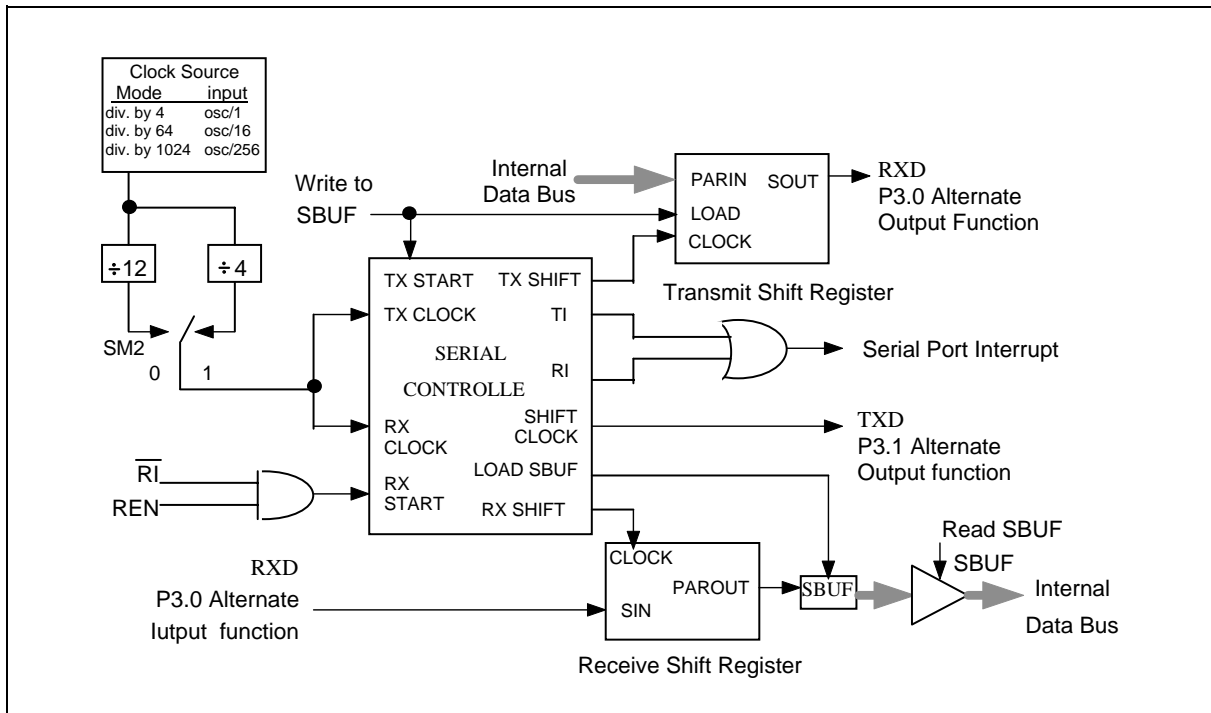 Clock Source
Mode input
div. by 4 osc/1
div. by 64 osc/16
div. by 1024 osc/256
÷12
÷4
SM2
0 1
Write to
SBUF
Internal
Data Bus
PARIN SOUT
LOAD
CLOCK
RXD
P3.0 Alternate
Output Function
Transmit Shift Register
TX START TX SHIFT
TX CLOCK TI
SERIAL
CONTROLLE
RI
SHIFT
CLOCK
RX
CLOCK
LOAD SBUF
RX
START
RX SHIFT
Serial Port Interrupt
TXD
P3.1 Alternate
Output function
R̅I̅
REN
RXD
P3.0 Alternate
Iutput function
CLOCK
PAROUT
SIN
Receive Shift Register
SBUF
Read SBUF
SBUF
Internal
Data Bus